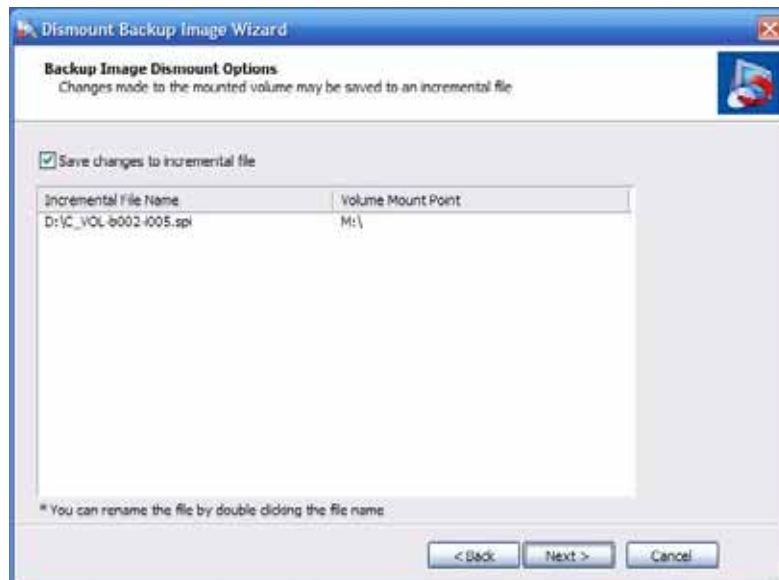 Dismount Backup Image Wizard
Backup Image Dismount Options
Changes made to the mounted volume may be saved to an incremental file
Save changes to incremental file
Incremental File Name Volume Mount Point
D:\C_VOL-b002-i005.spi M:\
* You can rename the file by double clicking the file name
< Back Next > Cancel